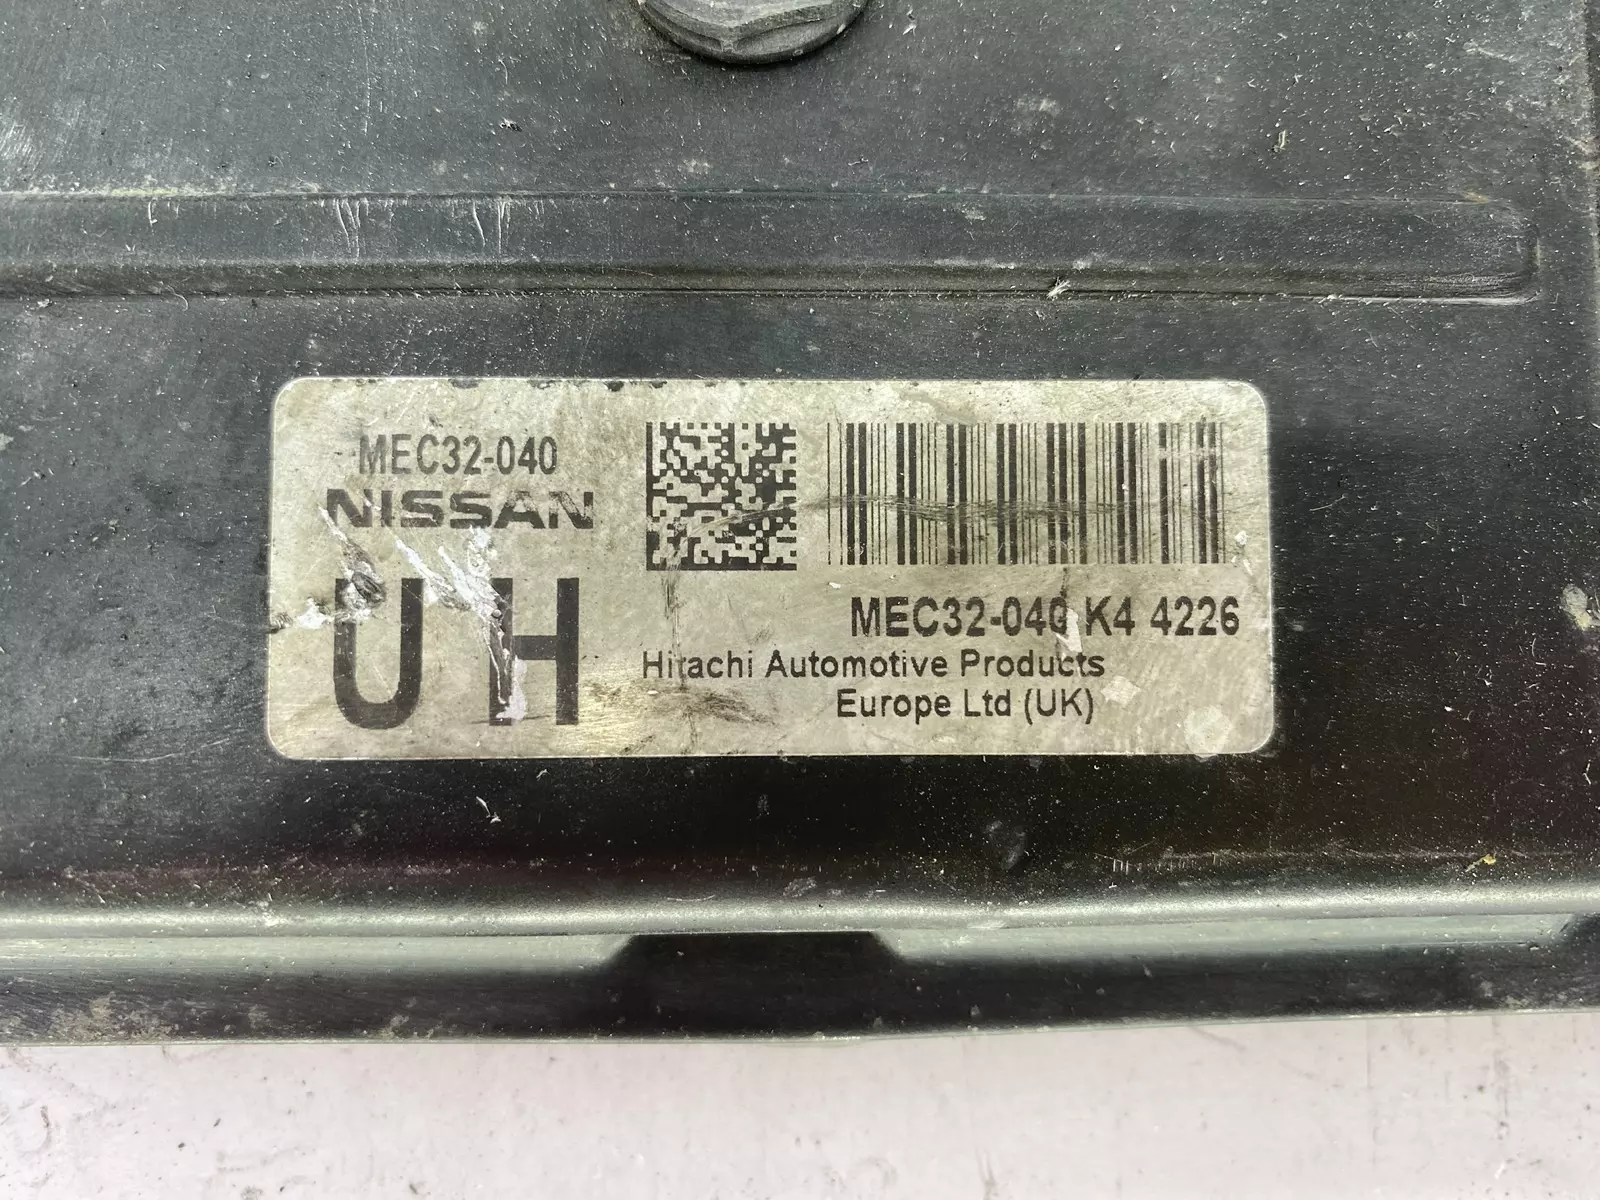 MEC32-040
NISSAN
UH
MEC32-040 K4 4226
Hitachi Automotive Products
Europe Ltd (UK)